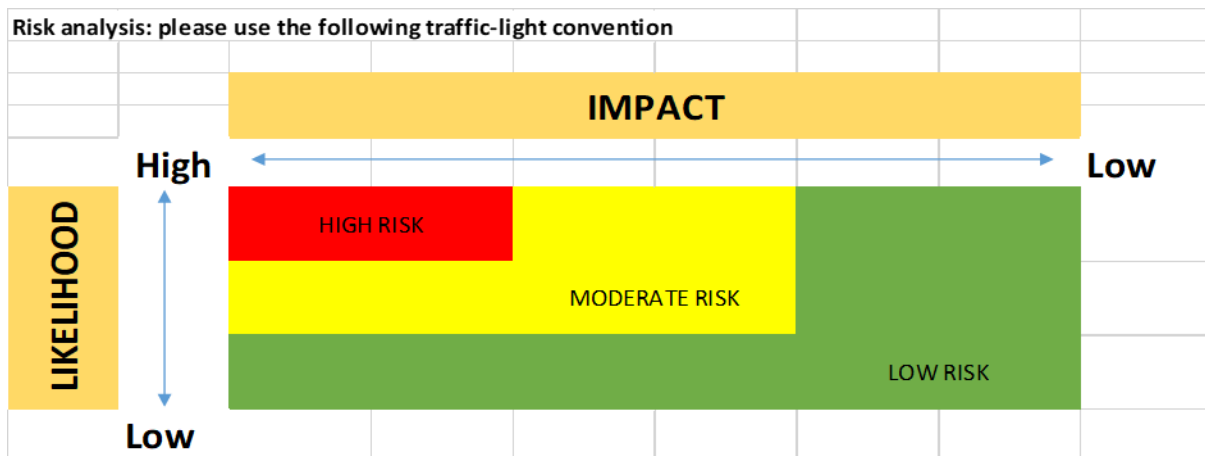 Risk analysis: please use the following traffic-light convention
IMPACT
High
Low
LIKELIHOOD
HIGH RISK
MODERATE RISK
LOW RISK
Low